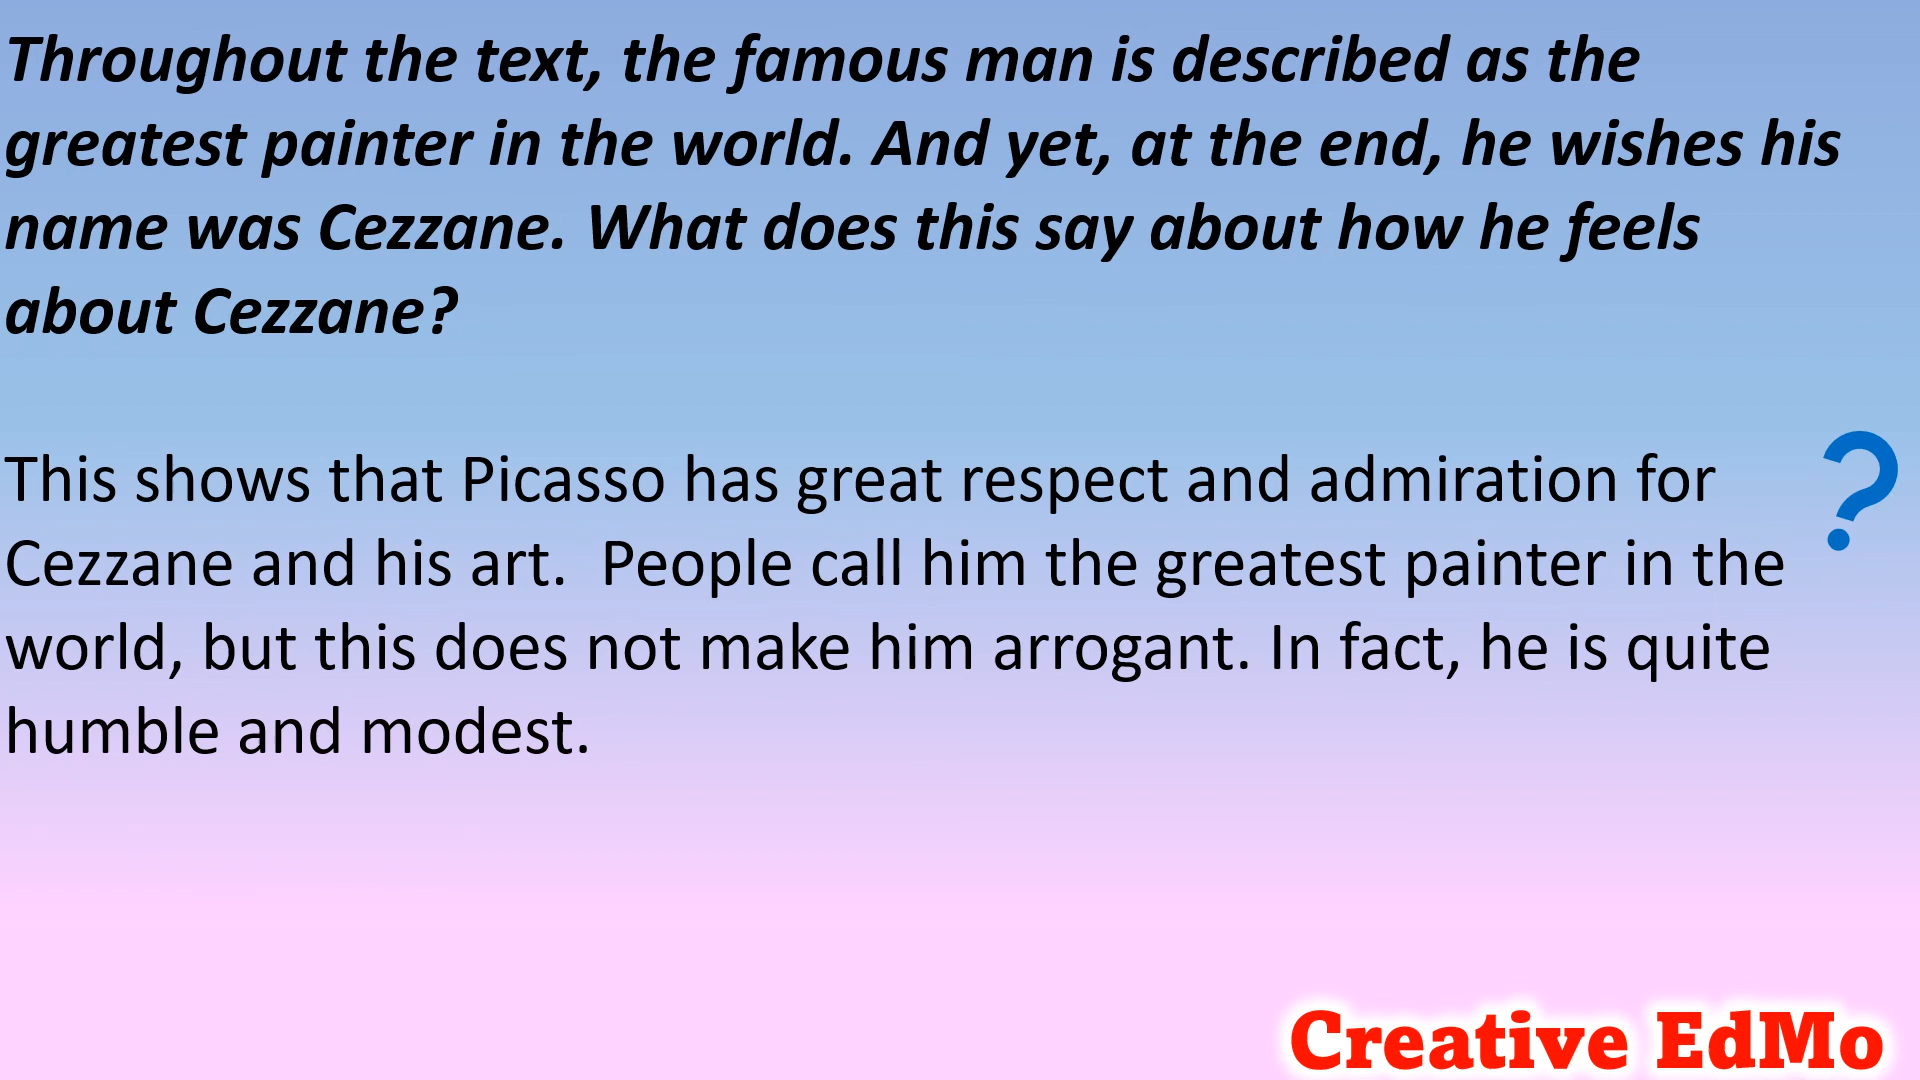 Throughout the text, the famous man is described as the
greatest painter in the world. And yet, at the end, he wishes his
name was Cezzane. What does this say about how he feels
about Cezzane?
This shows that Picasso has great respect and admiration for
Cezzane and his art.  People call him the greatest painter in the
world, but this does not make him arrogant. In fact, he is quite
humble and modest.
?
Creative EdMo